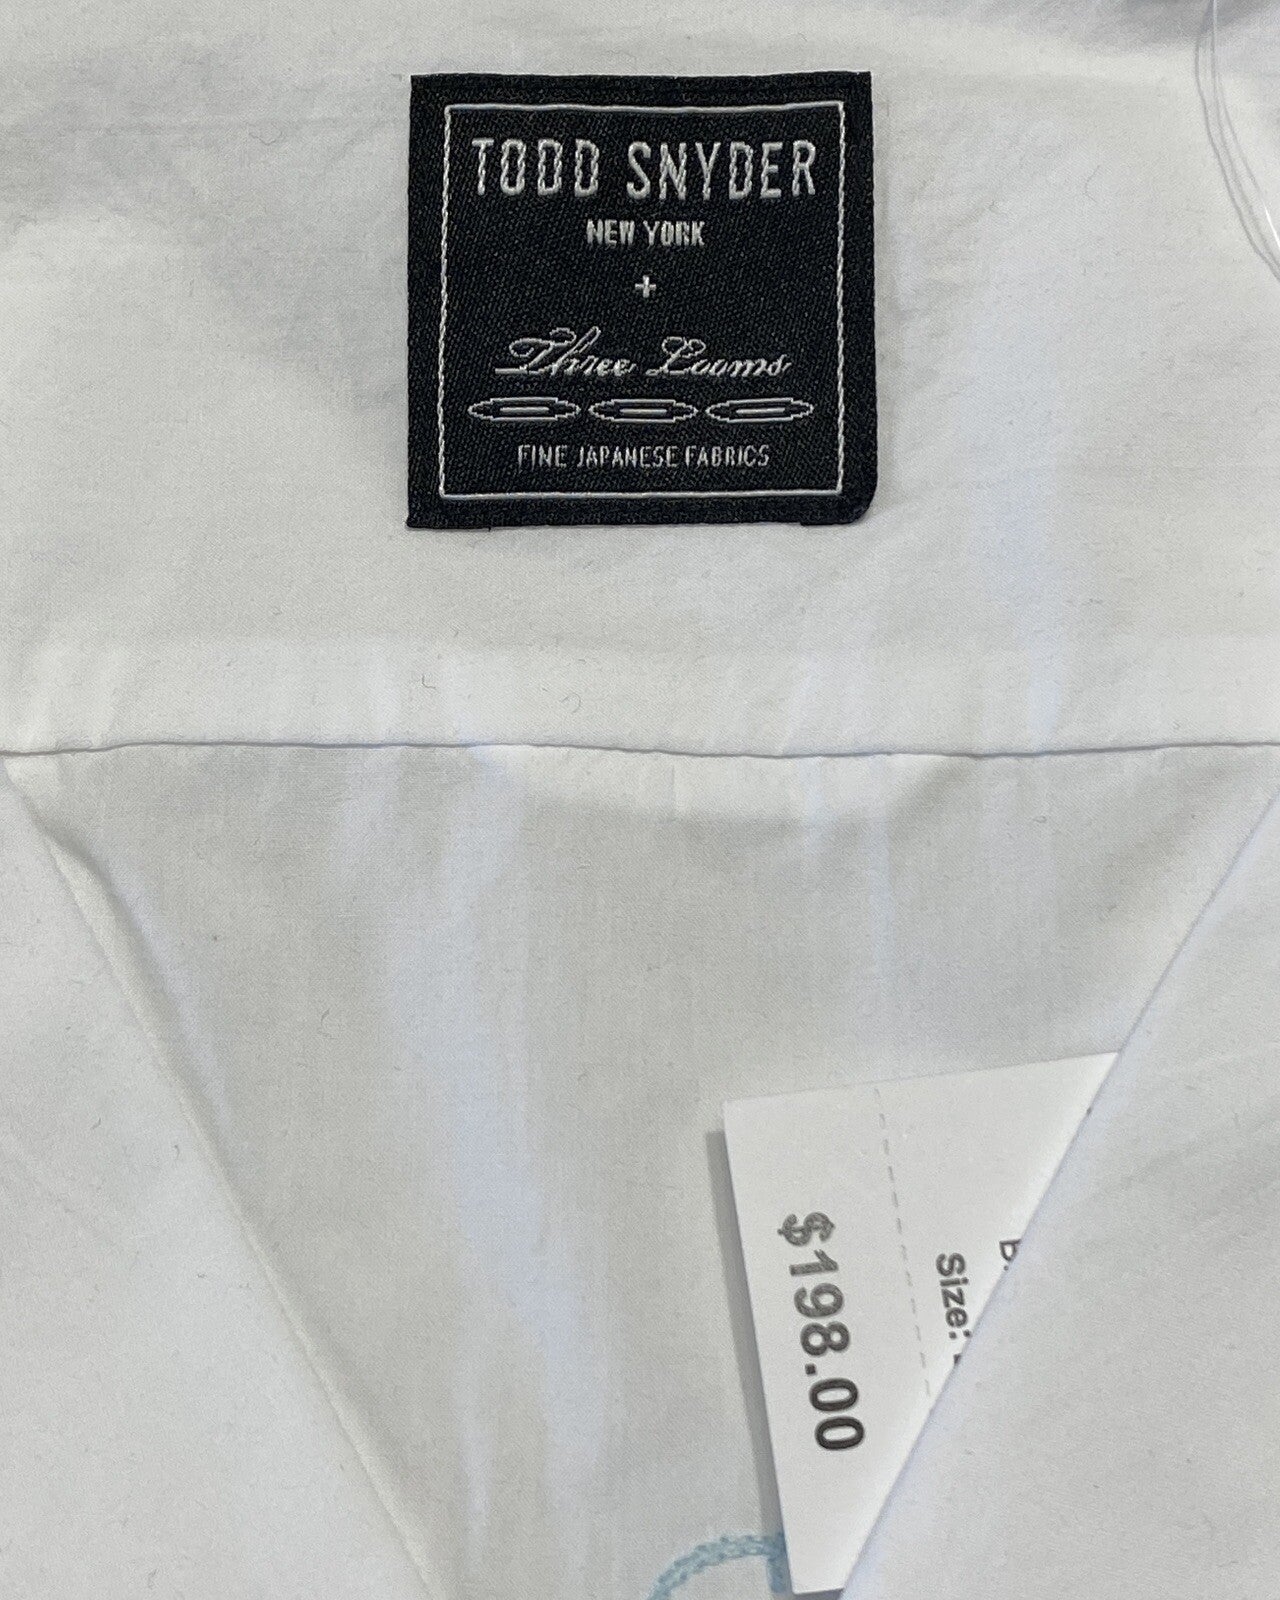 TODD SNYDER
NEW YORK
+
Three Looms
FINE JAPANESE FABRICS
Size:
$198.00